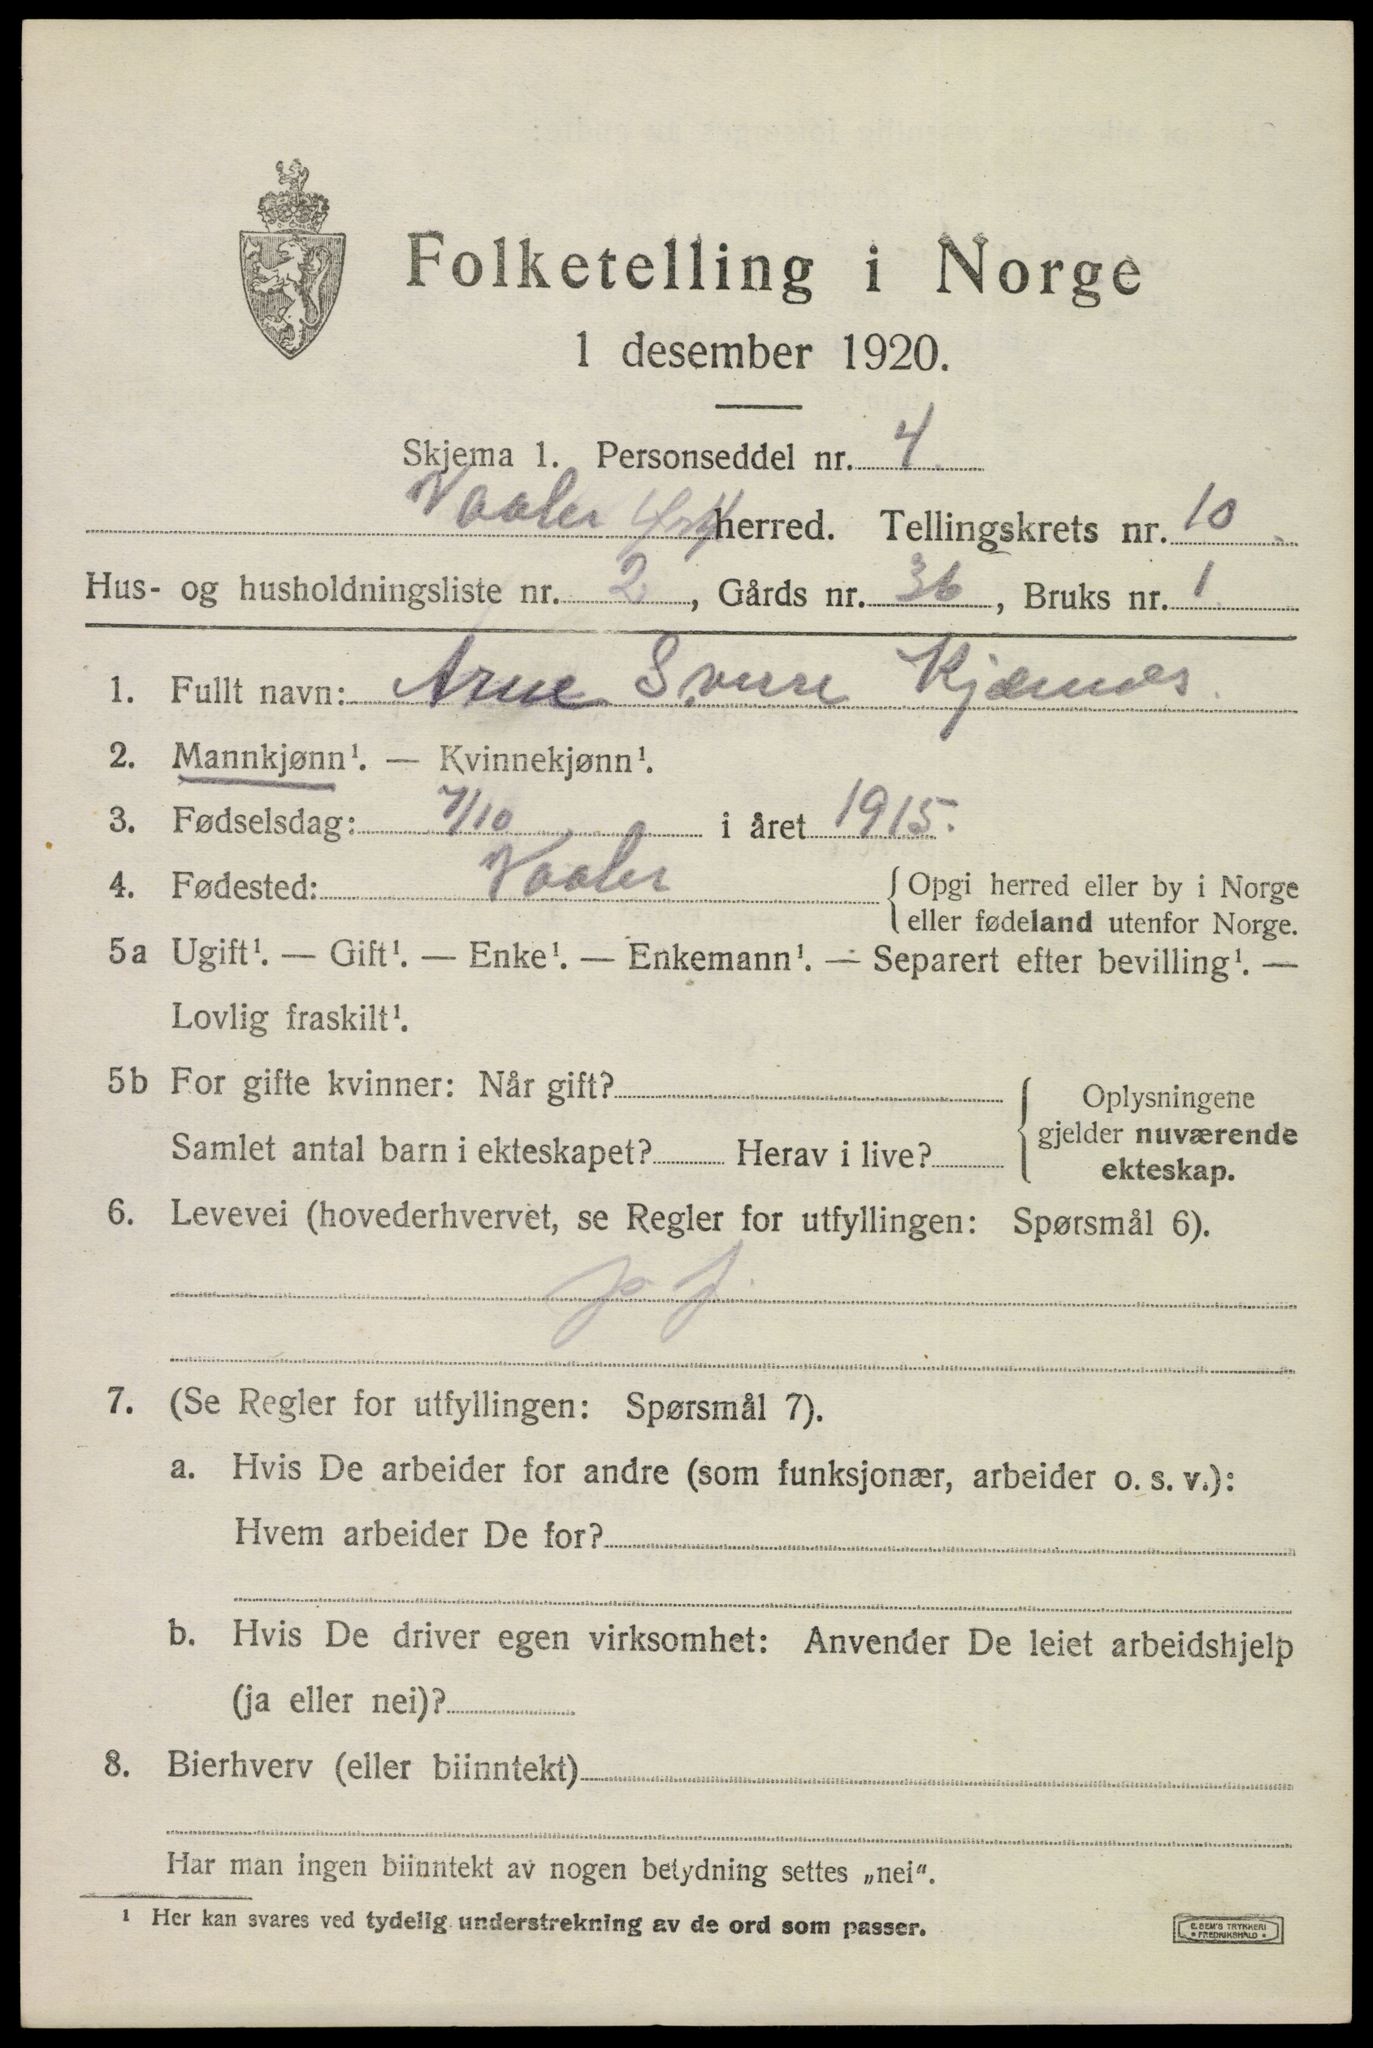 Folketelling i Norge
1 desember 1920.
Skjema 1. Personseddel nr. 4
Vaaler herred. Tellingskrets nr. 10
Hus- og husholdningsliste nr. 2, Gårds nr. 36, Bruks nr. 1
1. Fullt navn: Arne Sverre Kjærnes.
2. Mannkjønn¹. — Kvinnekjønn¹.
3. Fødselsdag: 7/10 i året 1915.
4. Fødested: Vaaler {Opgi herred eller by i Norge
eller fødeland utenfor Norge.
5a Ugift¹. — Gift¹. — Enke¹. — Enkemann¹. — Separert efter bevilling¹. —
Lovlig fraskilt¹.
5b For gifte kvinner: Når gift?
Samlet antal barn i ekteskapet? Herav i live?
{Oplysningene
gjelder nuværende
ekteskap.
6. Levevei (hovederhvervet, se Regler for utfyllingen: Spørsmål 6).
7. (Se Regler for utfyllingen: Spørsmål 7).
a. Hvis De arbeider for andre (som funksjonær, arbeider o. s. v.):
Hvem arbeider De for?
b. Hvis De driver egen virksomhet: Anvender De leiet arbeidshjelp
(ja eller nei)?
8. Bierhverv (eller biinntekt)
Har man ingen biinntekt av nogen betydning settes „nei“.
¹ Her kan svares ved tydelig understrekning av de ord som passer.
E. SEM'S TRYKKERI
* FREDRIKSHALD *